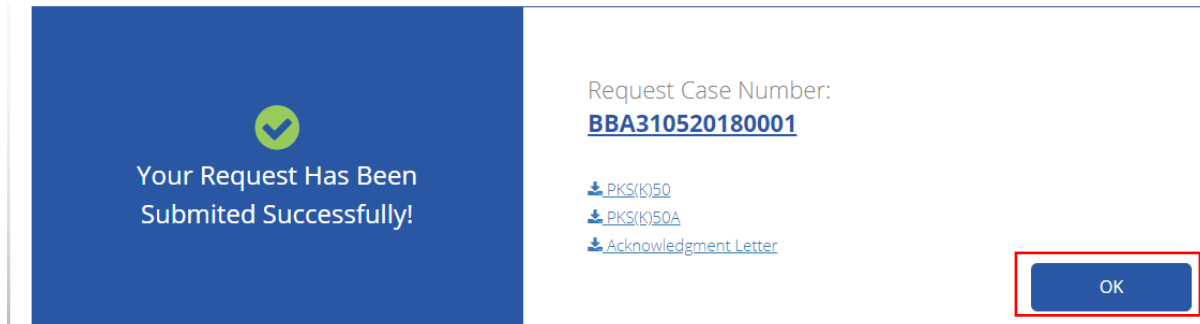 Your Request Has Been
Submited Successfully!
Request Case Number:
BBA310520180001
PKS(K)50
PKS(K)50A
Acknowledgment Letter
OK